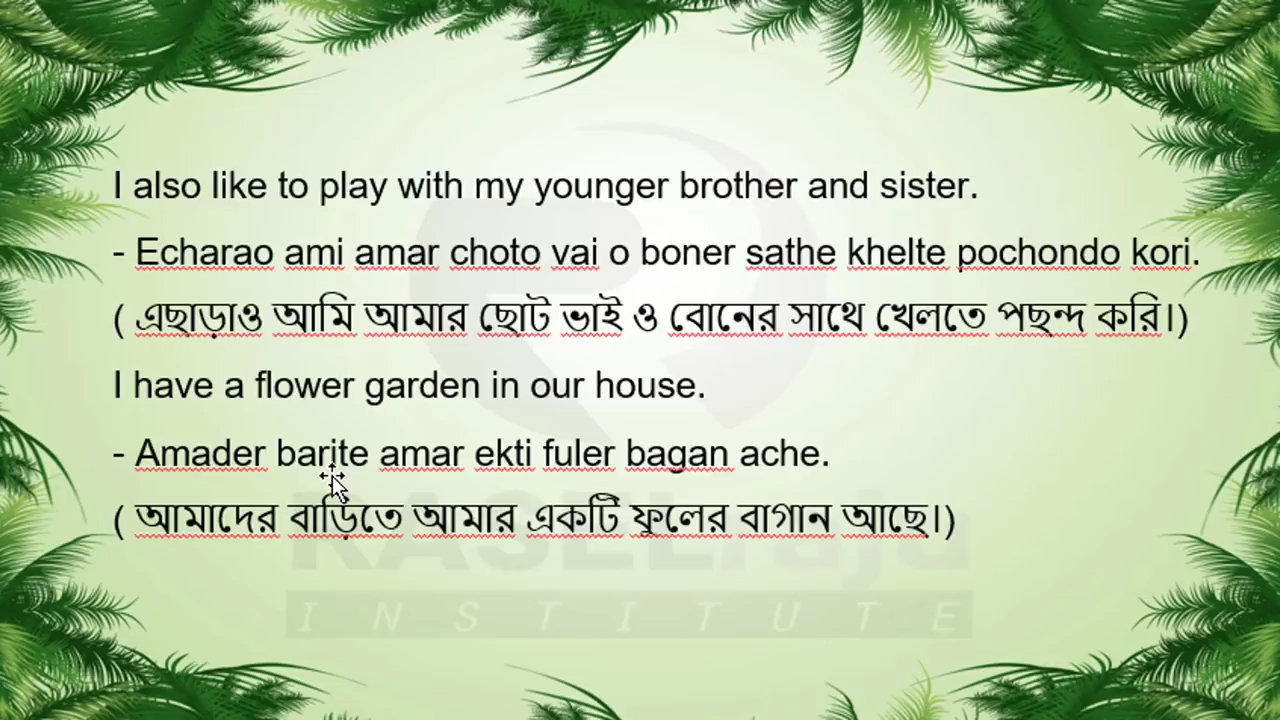 I also like to play with my younger brother and sister.
- Echarao ami amar choto vai o boner sathe khelte pochondo kori.
( এছাড়াও আমি আমার ছোট ভাই ও বোনের সাথে খেলতে পছন্দ করি।)
I have a flower garden in our house.
- Amader barite amar ekti fuler bagan ache.
( আমাদের বাড়িতে আমার একটি ফুলের বাগান আছে।)
RASELraju
INSTITUTE